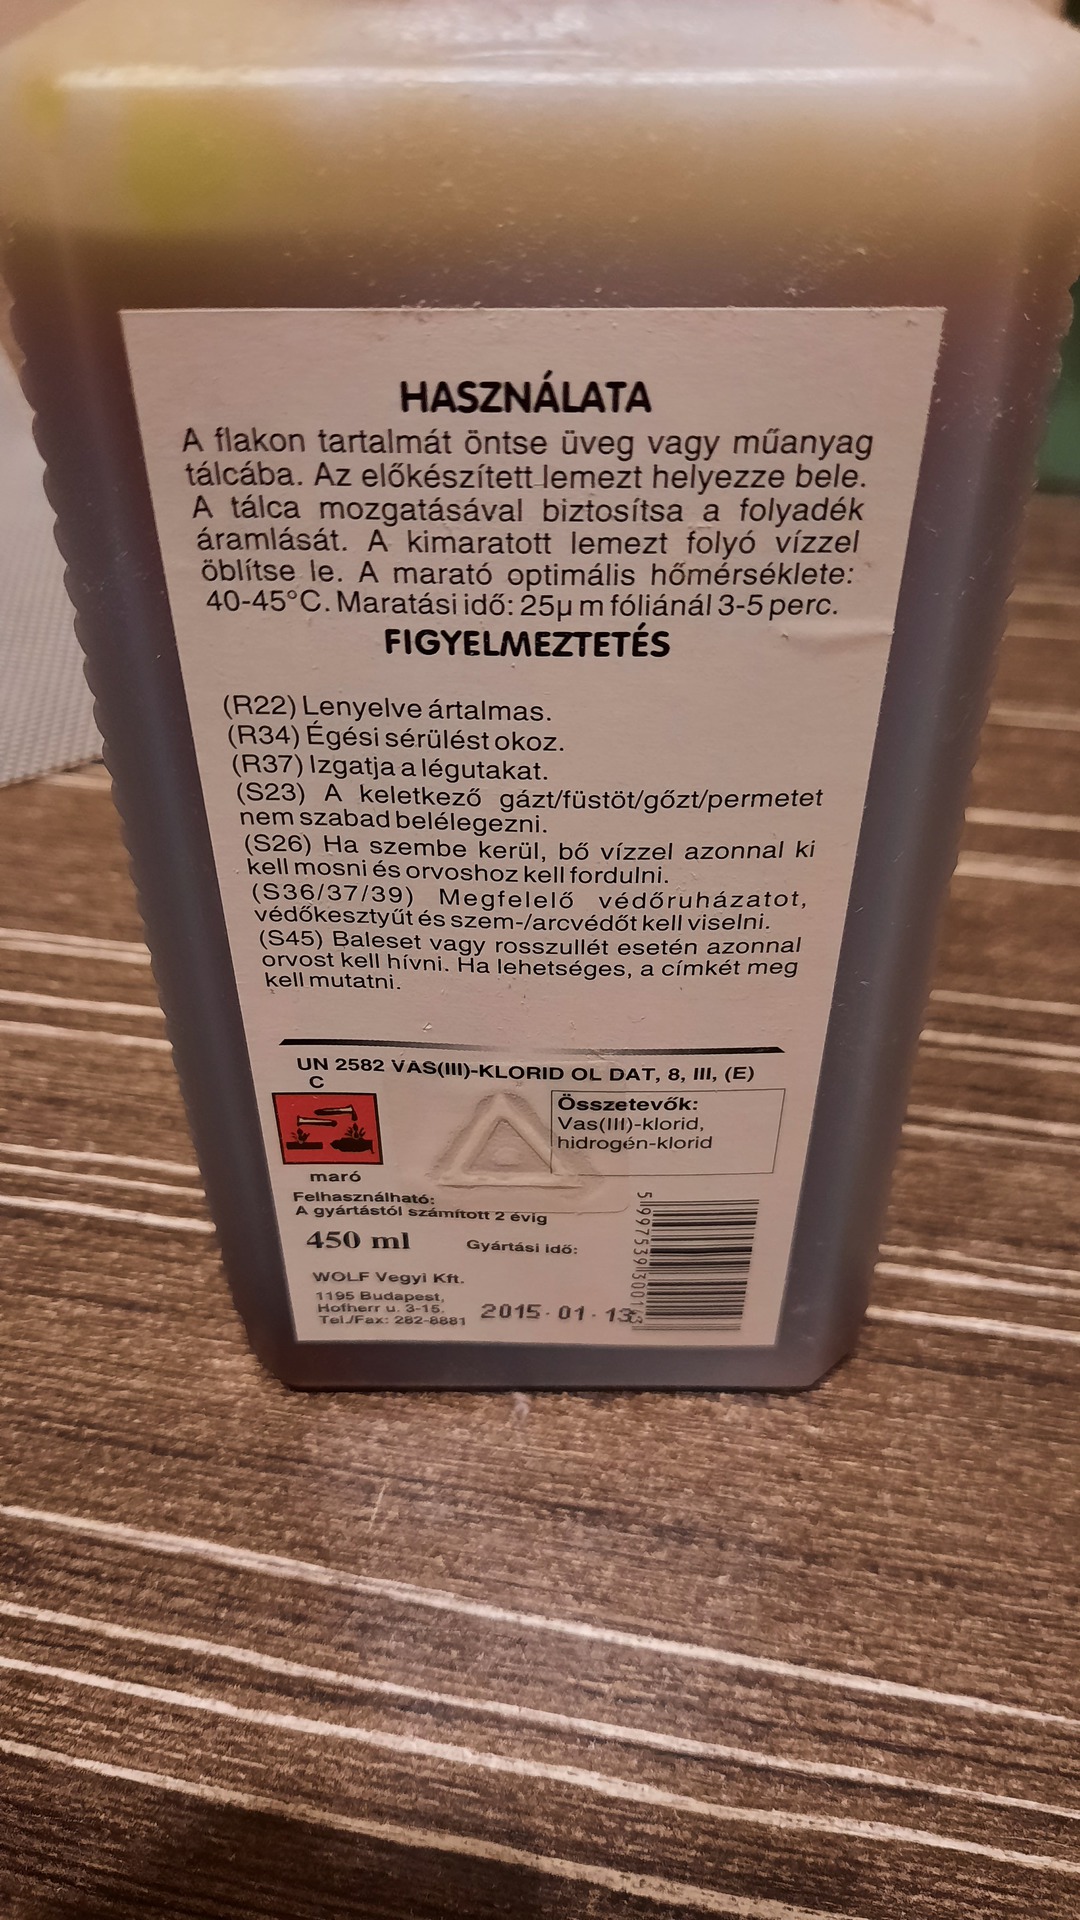 HASZNÁLATA
A flakon tartalmát öntse üveg vagy műanyag
tálcába. Az előkészített lemezt helyezze bele.
A tálca mozgatásával biztosítsa a folyadék
áramlását. A kimaratott lemezt folyó vízzel
öblítse le. A marató optimális hőmérséklete:
40-45°C. Maratási idő: 25µm fóliánál 3-5 perc.
FIGYELMEZTETÉS
(R22) Lenyelve ártalmas.
(R34) Égési sérülést okoz.
(R37) Izgatja a légutakat.
(S23) A keletkező gázt/füstöt/gőzt/permetet
nem szabad belélegezni.
(S26) Ha szembe kerül, bő vízzel azonnal ki
kell mosni és orvoshoz kell fordulni.
(S36/37/39) Megfelelő védőruházatot,
védőkesztyűt és szem-/arcvédőt kell viselni.
(S45) Baleset vagy rosszullét esetén azonnal
orvost kell hívni. Ha lehetséges, a címkét meg
kell mutatni.
UN 2582 VAS(III)-KLORID OLDAT, 8, III, (E)
C
Összetevők:
Vas(III)-klorid,
hidrogén-klorid
maró
Felhasználható:
A gyártástól számított 2 évig
450 ml
Gyártási idő:
WOLF Vegyi Kft.
1195 Budapest,
Hofherr u. 3-15.
Tel./Fax: 282-8881
2015-01-13